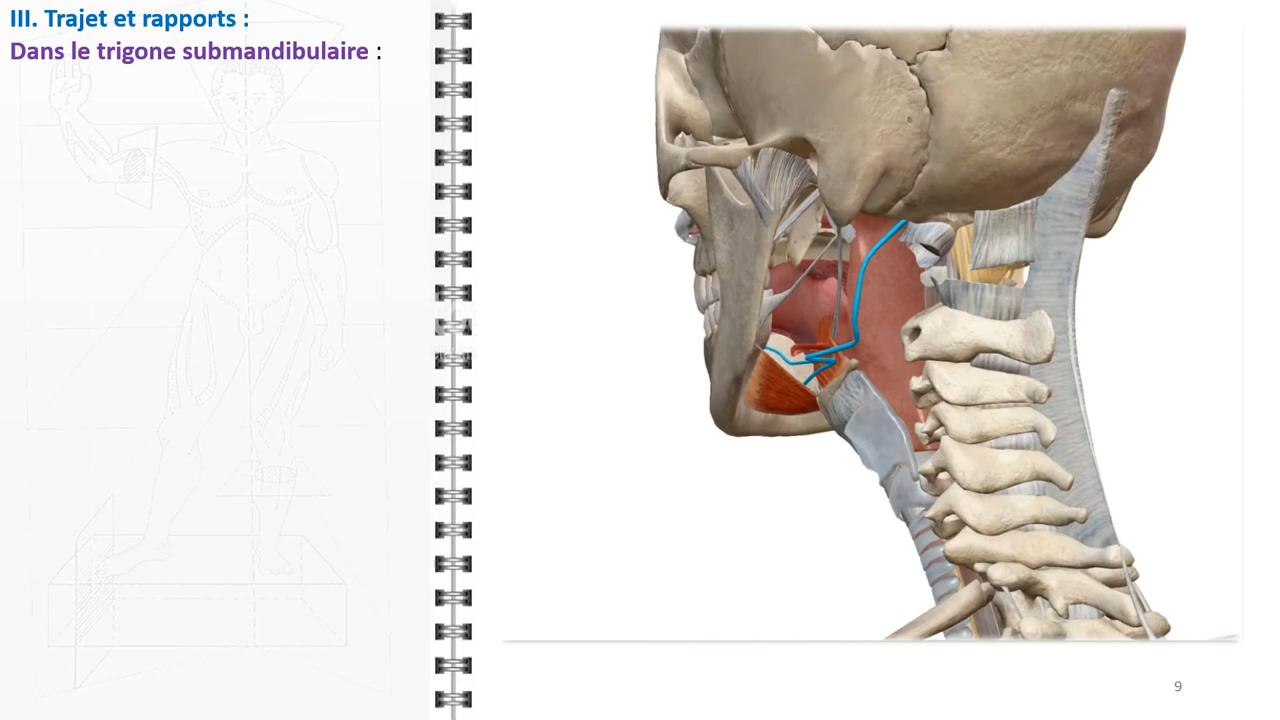 III. Trajet et rapports :
Dans le trigone submandibulaire :
9